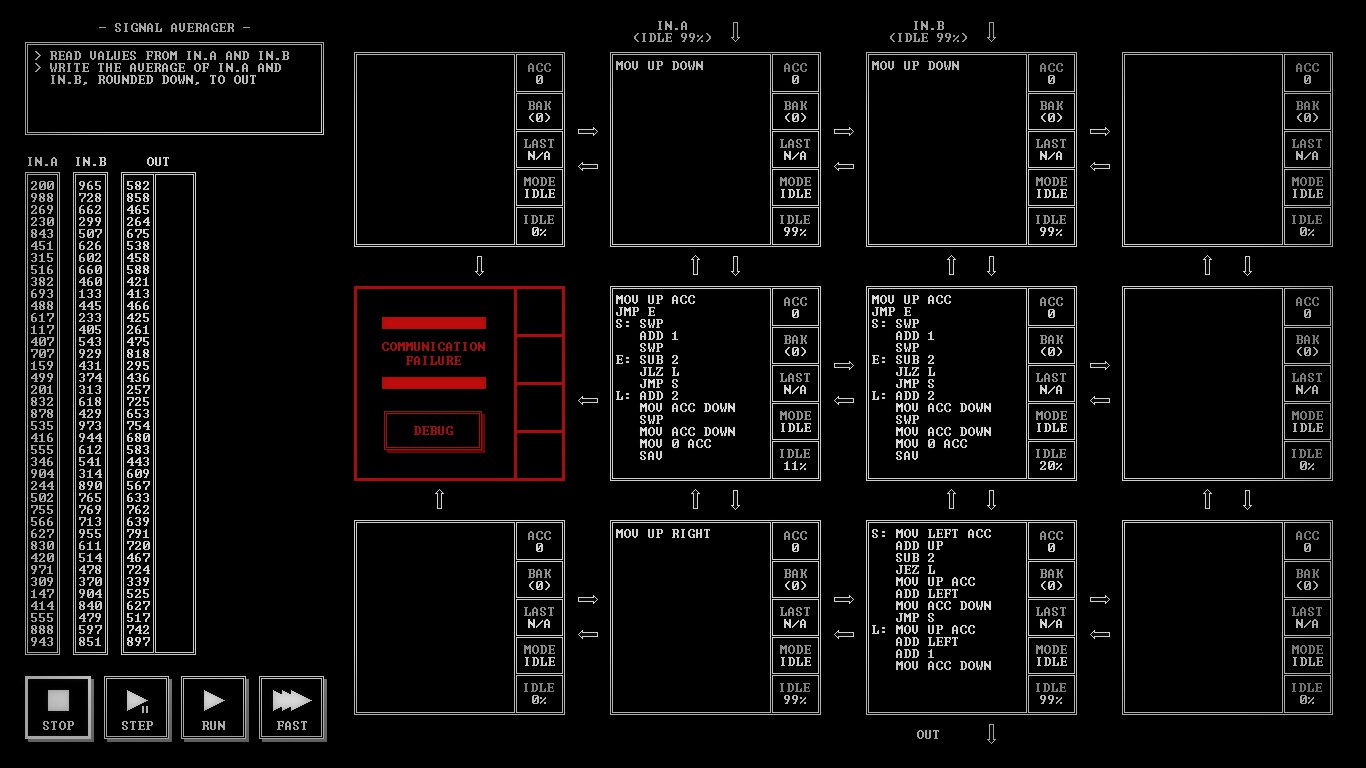 - SIGNAL AVERAGER -
> READ VALUES FROM IN.A AND IN.B
> WRITE THE AVERAGE OF IN.A AND
IN.B, ROUNDED DOWN, TO OUT
IN.A IN.B OUT
200 965 582
988 728 858
269 662 465
230 299 264
843 507 675
451 626 538
315 602 458
516 660 588
382 460 421
693 133 413
488 445 466
617 233 425
117 405 261
407 543 475
707 929 818
159 431 295
499 374 436
201 313 257
832 618 725
878 429 653
535 973 754
416 944 680
555 612 583
346 541 443
904 314 609
244 890 567
502 765 633
755 769 762
566 713 639
627 955 791
830 611 720
420 514 467
971 478 724
309 370 339
147 904 525
414 840 627
555 479 517
888 597 742
943 851 897
STOP
STEP
RUN
FAST
IN.A
(IDLE 99%)
IN.B
(IDLE 99%)
ACC
0
BAK
(0)
LAST
N/A
MODE
IDLE
IDLE
0%
MOV UP DOWN
ACC
0
BAK
(0)
LAST
N/A
MODE
IDLE
IDLE
99%
MOV UP DOWN
ACC
0
BAK
(0)
LAST
N/A
MODE
IDLE
IDLE
99%
ACC
0
BAK
(0)
LAST
N/A
MODE
IDLE
IDLE
0%
COMMUNICATION
FAILURE
DEBUG
MOV UP ACC
JMP E
S: SWP
ADD 1
SWP
E: SUB 2
JLZ L
JMP S
L: ADD 2
MOV ACC DOWN
SWP
MOV ACC DOWN
MOV 0 ACC
SAV
ACC
0
BAK
(0)
LAST
N/A
MODE
IDLE
IDLE
11%
MOV UP ACC
JMP E
S: SWP
ADD 1
SWP
E: SUB 2
JLZ L
JMP S
L: ADD 2
MOV ACC DOWN
SWP
MOV ACC DOWN
MOV 0 ACC
SAV
ACC
0
BAK
(0)
LAST
N/A
MODE
IDLE
IDLE
20%
ACC
0
BAK
(0)
LAST
N/A
MODE
IDLE
IDLE
0%
ACC
0
BAK
(0)
LAST
N/A
MODE
IDLE
IDLE
0%
MOV UP RIGHT
ACC
0
BAK
(0)
LAST
N/A
MODE
IDLE
IDLE
99%
S: MOV LEFT ACC
ADD UP
SUB 2
JEZ L
MOV UP ACC
ADD LEFT
MOV ACC DOWN
JMP S
L: MOV UP ACC
ADD LEFT
ADD 1
MOV ACC DOWN
ACC
0
BAK
(0)
LAST
N/A
MODE
IDLE
IDLE
99%
ACC
0
BAK
(0)
LAST
N/A
MODE
IDLE
IDLE
0%
OUT